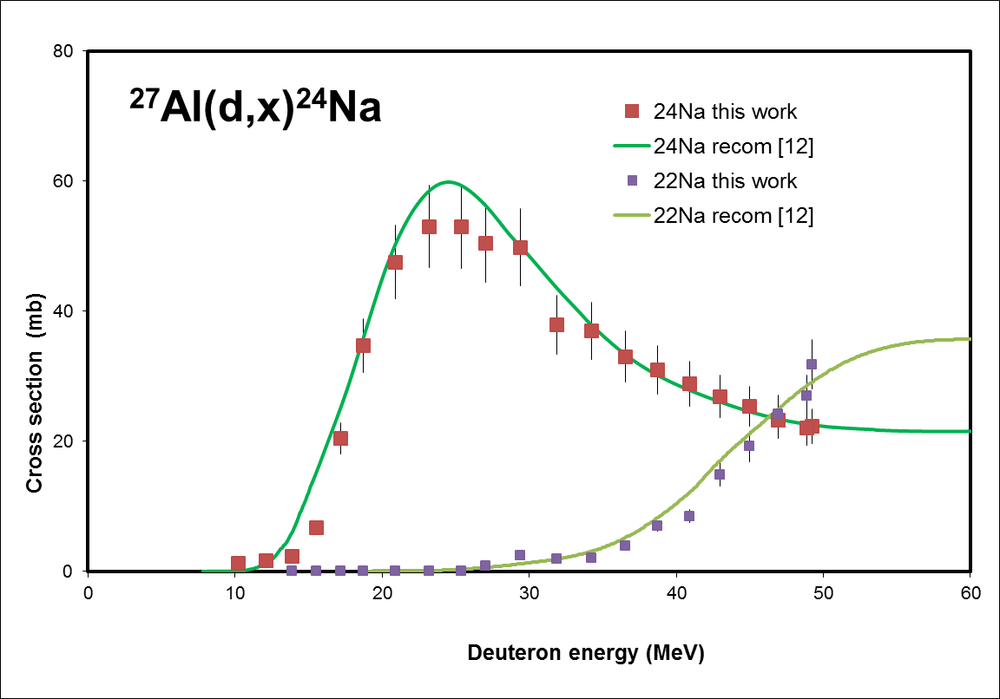 80
²⁷Al(d,x)²⁴Na
24Na this work
24Na recom [12]
22Na this work
22Na recom [12]
60
40
20
0
Cross section (mb)
0 10 20 30 40 50 60
Deuteron energy (MeV)